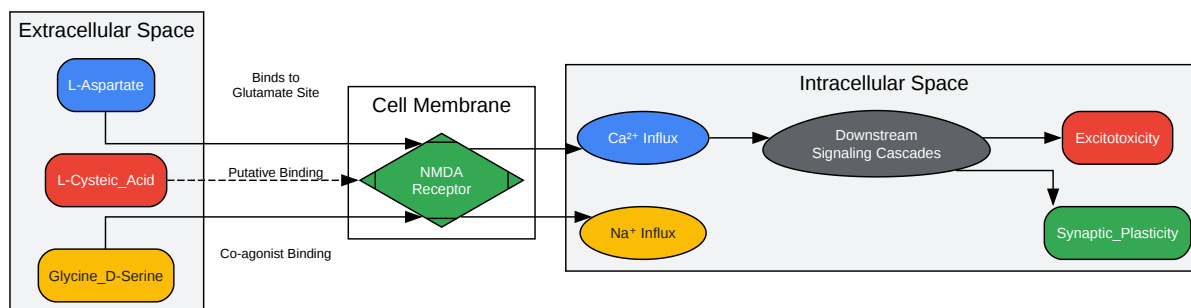 Extracellular Space
L-Aspartate
L-Cysteic_Acid
Glycine_D-Serine
Binds to
Glutamate Site
Putative Binding
Co-agonist Binding
Cell Membrane
NMDA
Receptor
Intracellular Space
Ca²⁺ Influx
Na⁺ Influx
Downstream
Signaling Cascades
Excitotoxicity
Synaptic_Plasticity